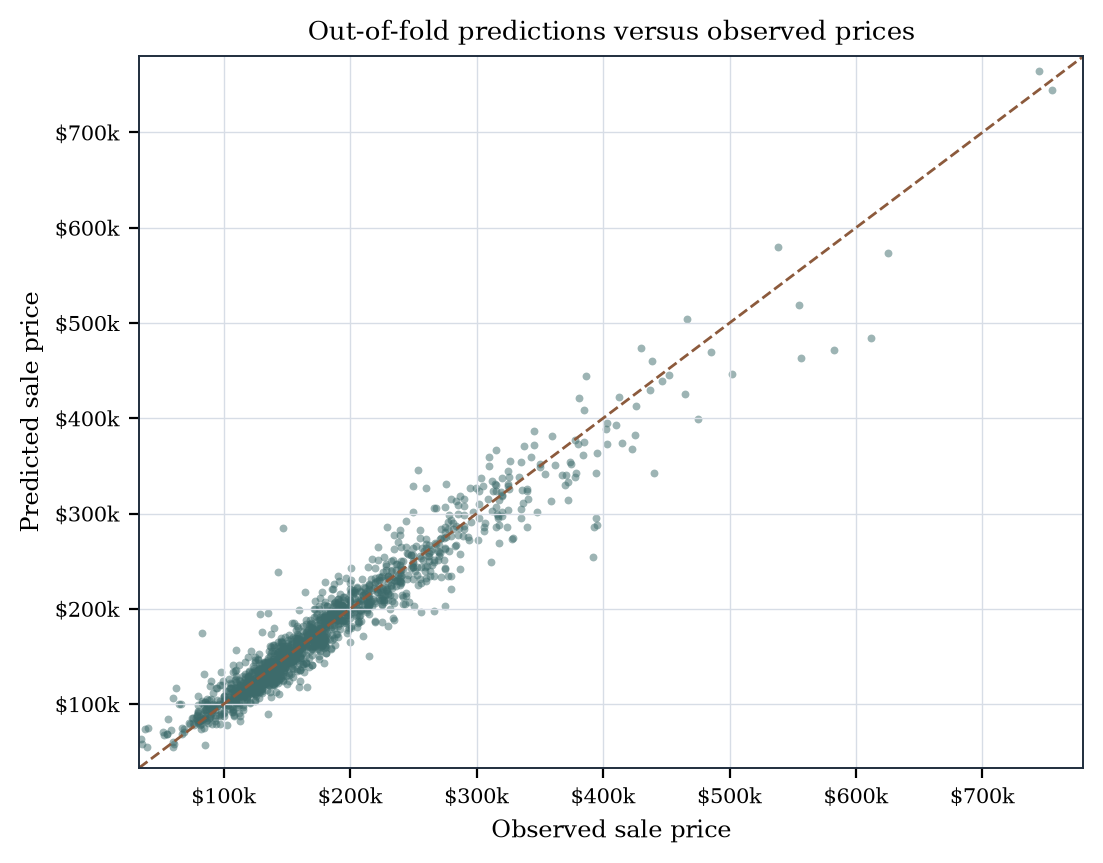 Out-of-fold predictions versus observed prices
Predicted sale price
$700k
$600k
$500k
$400k
$300k
$200k
$100k
$100k $200k $300k $400k $500k $600k $700k
Observed sale price